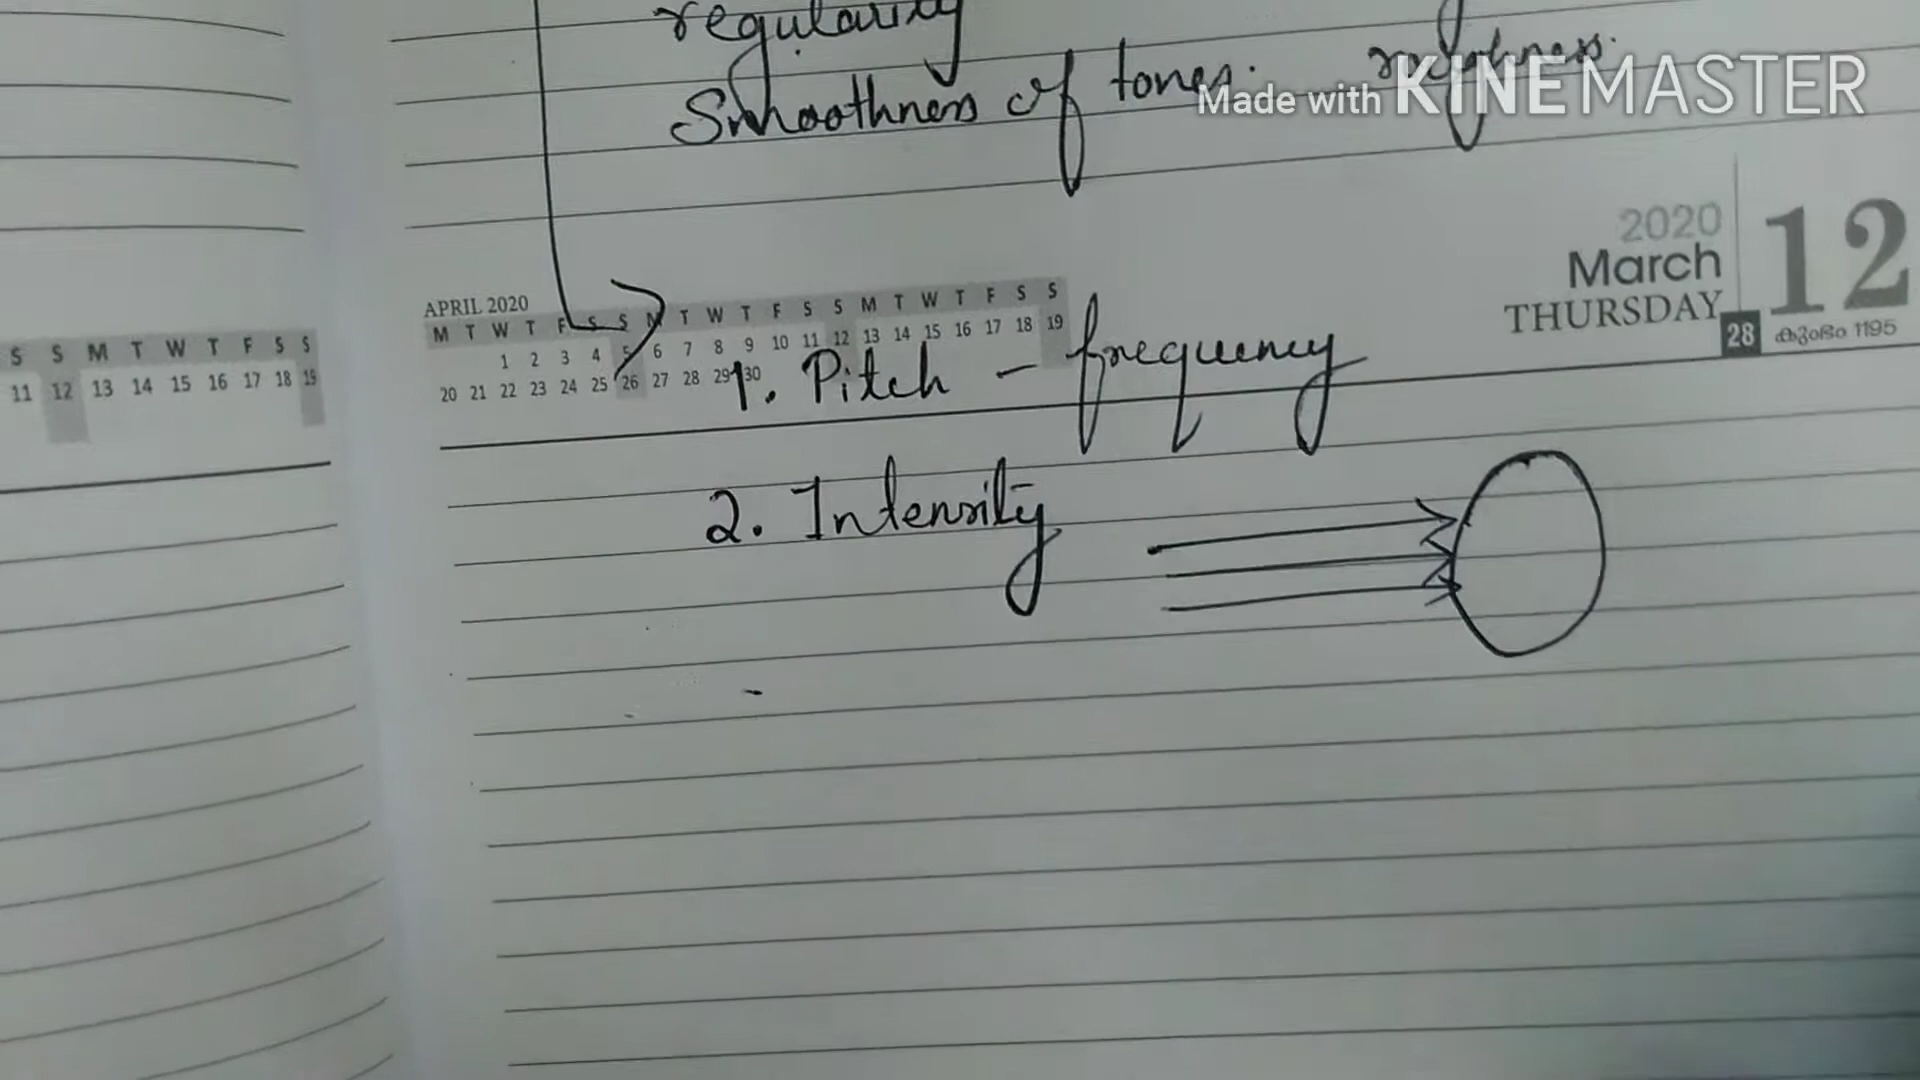 regularity
Smoothness of tones. roughness.
Made with KINEMASTER
2020
March
THURSDAY
12
28 കുംഭം 1195
APRIL 2020
M T W T F S S M T W T F S S M T W T F S S
1 2 3 4 5 6 7 8 9 10 11 12 13 14 15 16 17 18 19
20 21 22 23 24 25 26 27 28 29 30
S S M T W T F S S
11 12 13 14 15 16 17 18 19
1. Pitch - frequency
2. Intensity